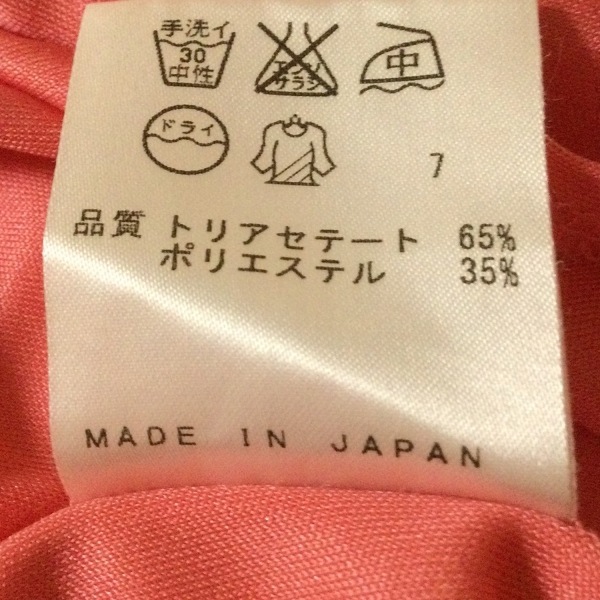 手洗イ
30
中性
エンソ
サラシ
中
ドライ
7
品質 トリアセテート 65%
ポリエステル 35%
MADE IN JAPAN